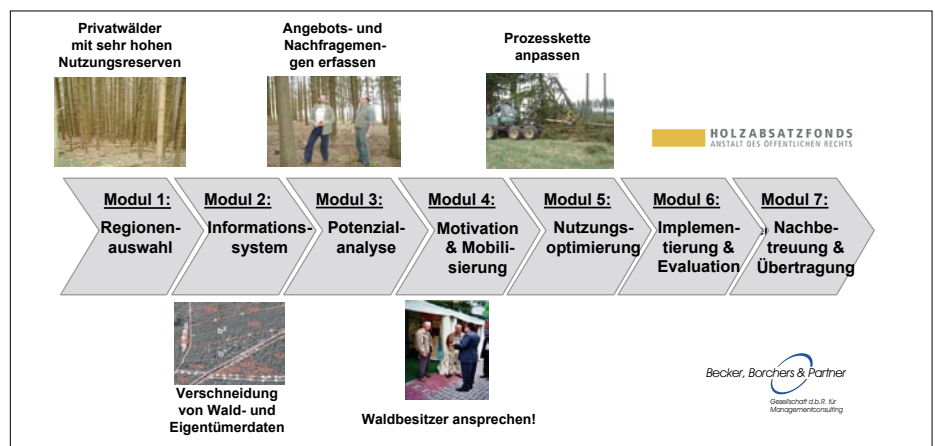 Privatwälder
mit sehr hohen
Nutzungsreserven
Angebots- und
Nachfragemen-
gen erfassen
Prozesskette
anpassen
HOLZABSATZFONDS
ANSTALT DES ÖFFENTLICHEN RECHTS
Modul 1:
Regionen-
auswahl
Modul 2:
Informations-
system
Modul 3:
Potenzial-
analyse
Modul 4:
Motivation
& Mobili-
sierung
Modul 5:
Nutzungs-
optimierung
Modul 6:
Implemen-
tierung &
Evaluation
Modul 7:
Nachbe-
treuung &
Übertragung
Verschneidung
von Wald- und
Eigentümerdaten
Waldbesitzer ansprechen!
Becker, Borchers & Partner
Gesellschaft d.b.R. für
Managementconsulting